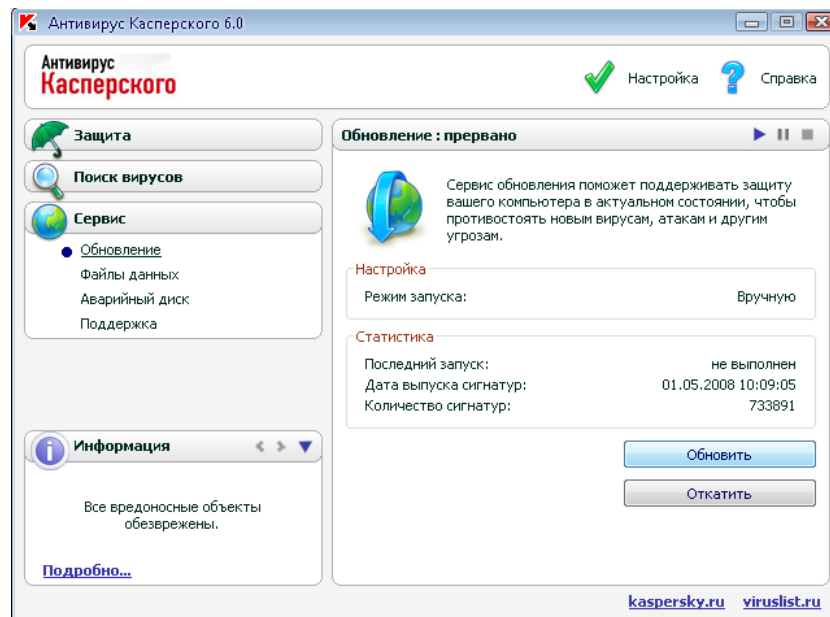 Антивирус Касперского 6.0
Антивирус
Касперского
Настройка
Справка
Защита
Поиск вирусов
Сервис
Обновление
Файлы данных
Аварийный диск
Поддержка
Информация
Все вредоносные объекты
обезврежены.
Подробно...
Обновление : прервано
Сервис обновления поможет поддерживать защиту
вашего компьютера в актуальном состоянии, чтобы
противостоять новым вирусам, атакам и другим
угрозам.
Настройка
Режим запуска: Вручную
Статистика
Последний запуск: не выполнен
Дата выпуска сигнатур: 01.05.2008 10:09:05
Количество сигнатур: 733891
Обновить
Откатить
kaspersky.ru viruslist.ru